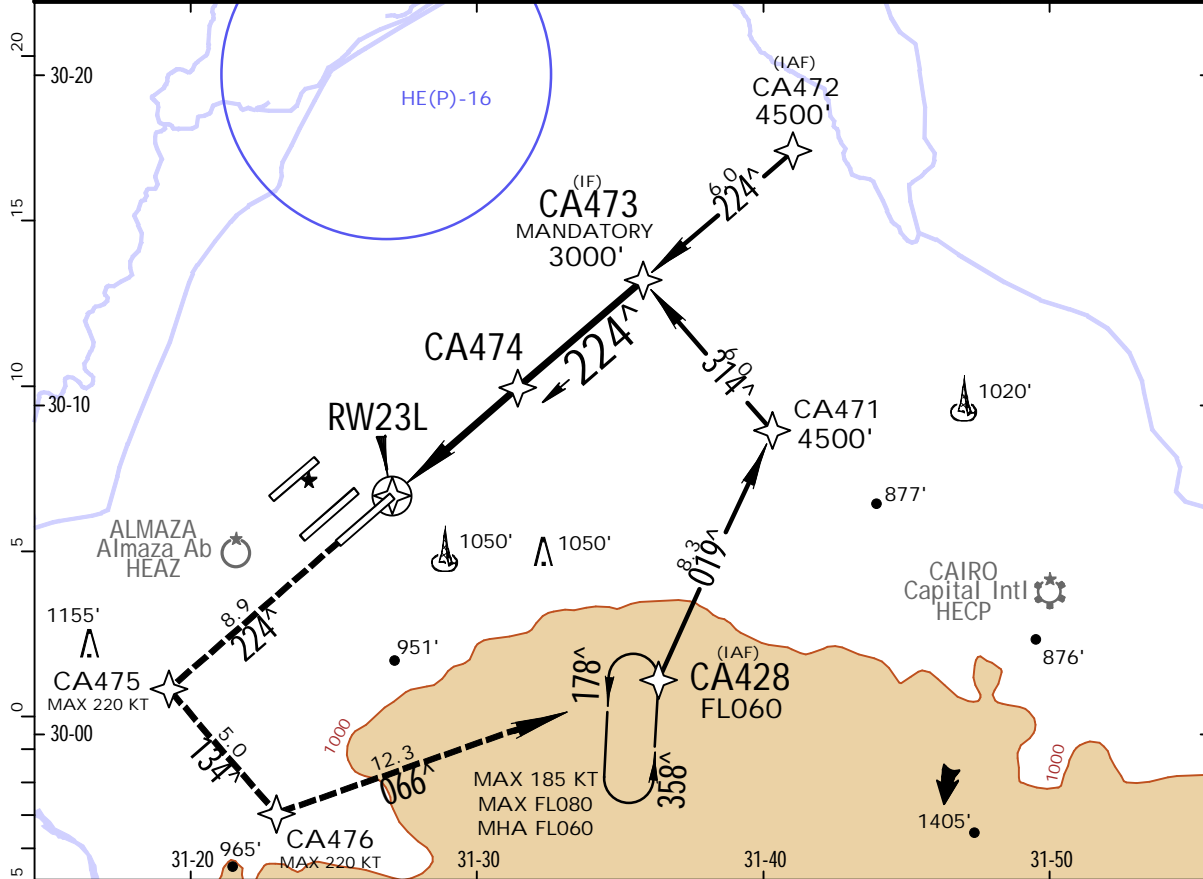 20
30-20
HE(P)-16
(IAF)
CA472
4500'
6.0
224^
(IF)
CA473
MANDATORY
3000'
15
224^
CA474
6.0
314^
10
30-10
RW23L
CA471
4500'
1020'
877'
ALMAZA
Almaza Ab
HEAZ
1050'
1050'
5
8.3
019^
CAIRO
Capital Intl
HECP
1155'
8.9
224^
951'
876'
CA475
MAX 220 KT
178^
(IAF)
CA428
FL060
0
30-00
1000
1000
5.0
134^
12.3
066^
358^
MAX 185 KT
MAX FL080
MHA FL060
CA476
MAX 220 KT
965'
1405'
5
31-20
31-30
31-40
31-50